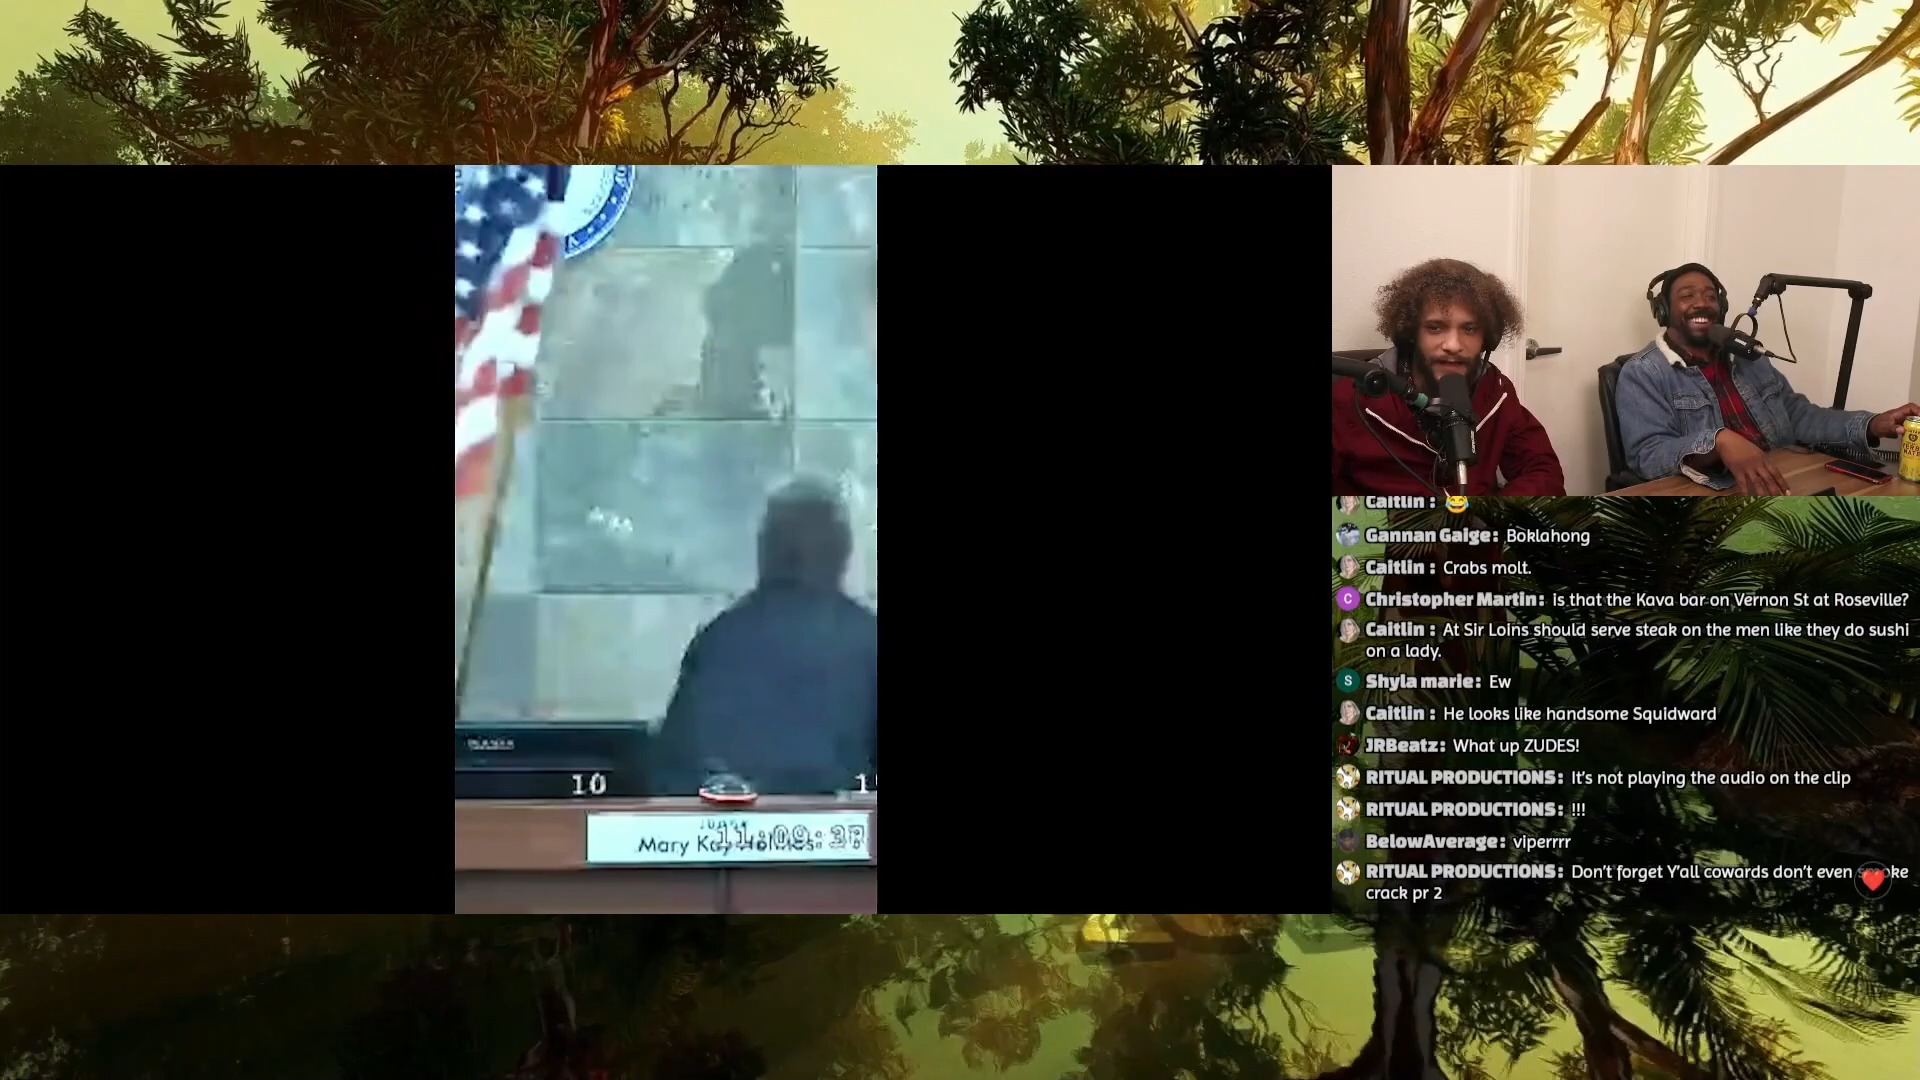 10
Mary Kay
11:09:37
Caitlin : 😂
Gannan Gaige: Boklahong
Caitlin : Crabs molt.
C
Christopher Martin: is that the Kava bar on Vernon St at Roseville?
Caitlin : At Sir Loins should serve steak on the men like they do sushi
on a lady.
S
Shyla marie: Ew
Caitlin : He looks like handsome Squidward
JRBeatz: What up ZUDES!
RITUAL PRODUCTIONS: It's not playing the audio on the clip
RITUAL PRODUCTIONS: !!!
BelowAverage: viperrrr
RITUAL PRODUCTIONS: Don't forget Y'all cowards don't even
crack pr 2